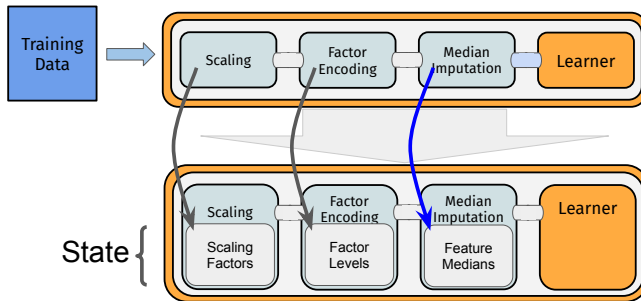 Training
Data
Scaling
Factor
Encoding
Median
Imputation
Learner
State
Scaling
Scaling
Factors
Factor
Encoding
Factor
Levels
Median
Imputation
Feature
Medians
Learner